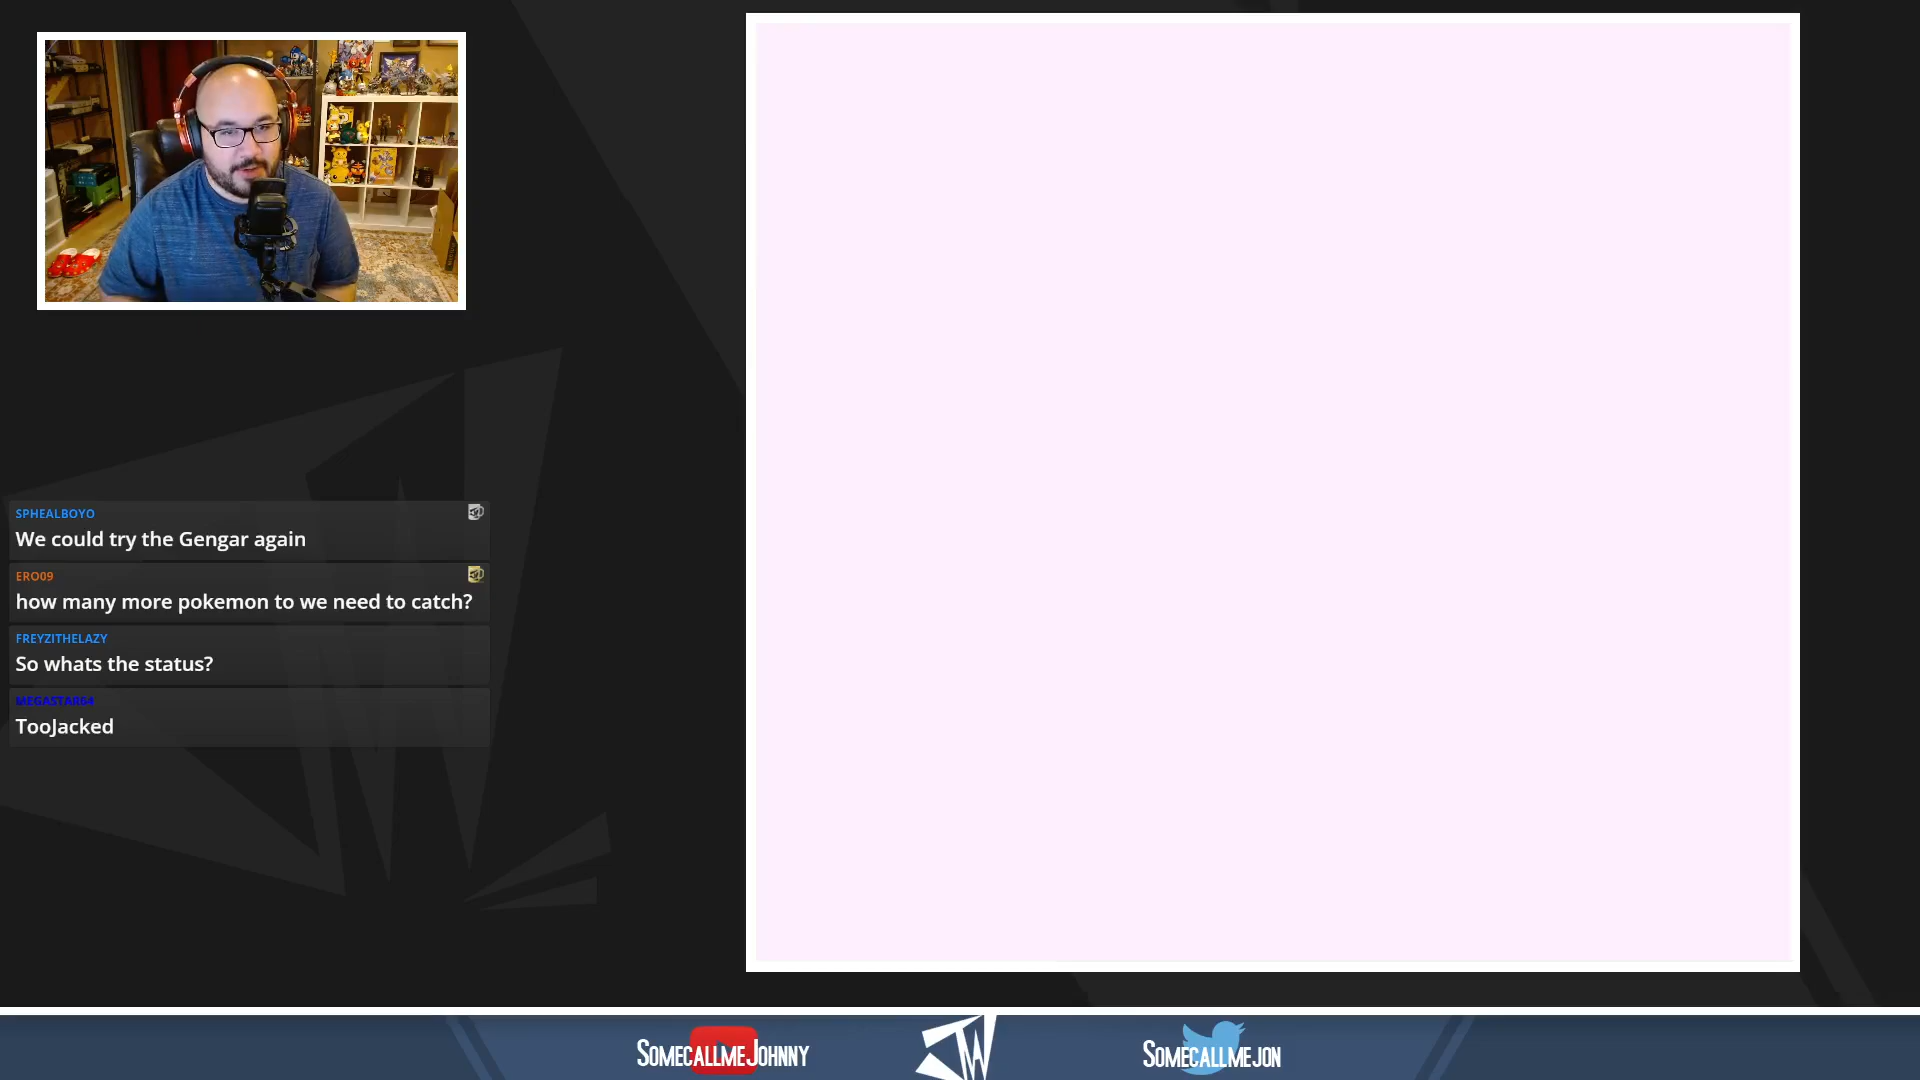 SPHEALBOYO
We could try the Gengar again
ERO09
how many more pokemon to we need to catch?
FREYZITHELAZY
So whats the status?
MEGASTAR64
TooJacked
SOMECALLMEJOHNNY
SOMECALLMEJON